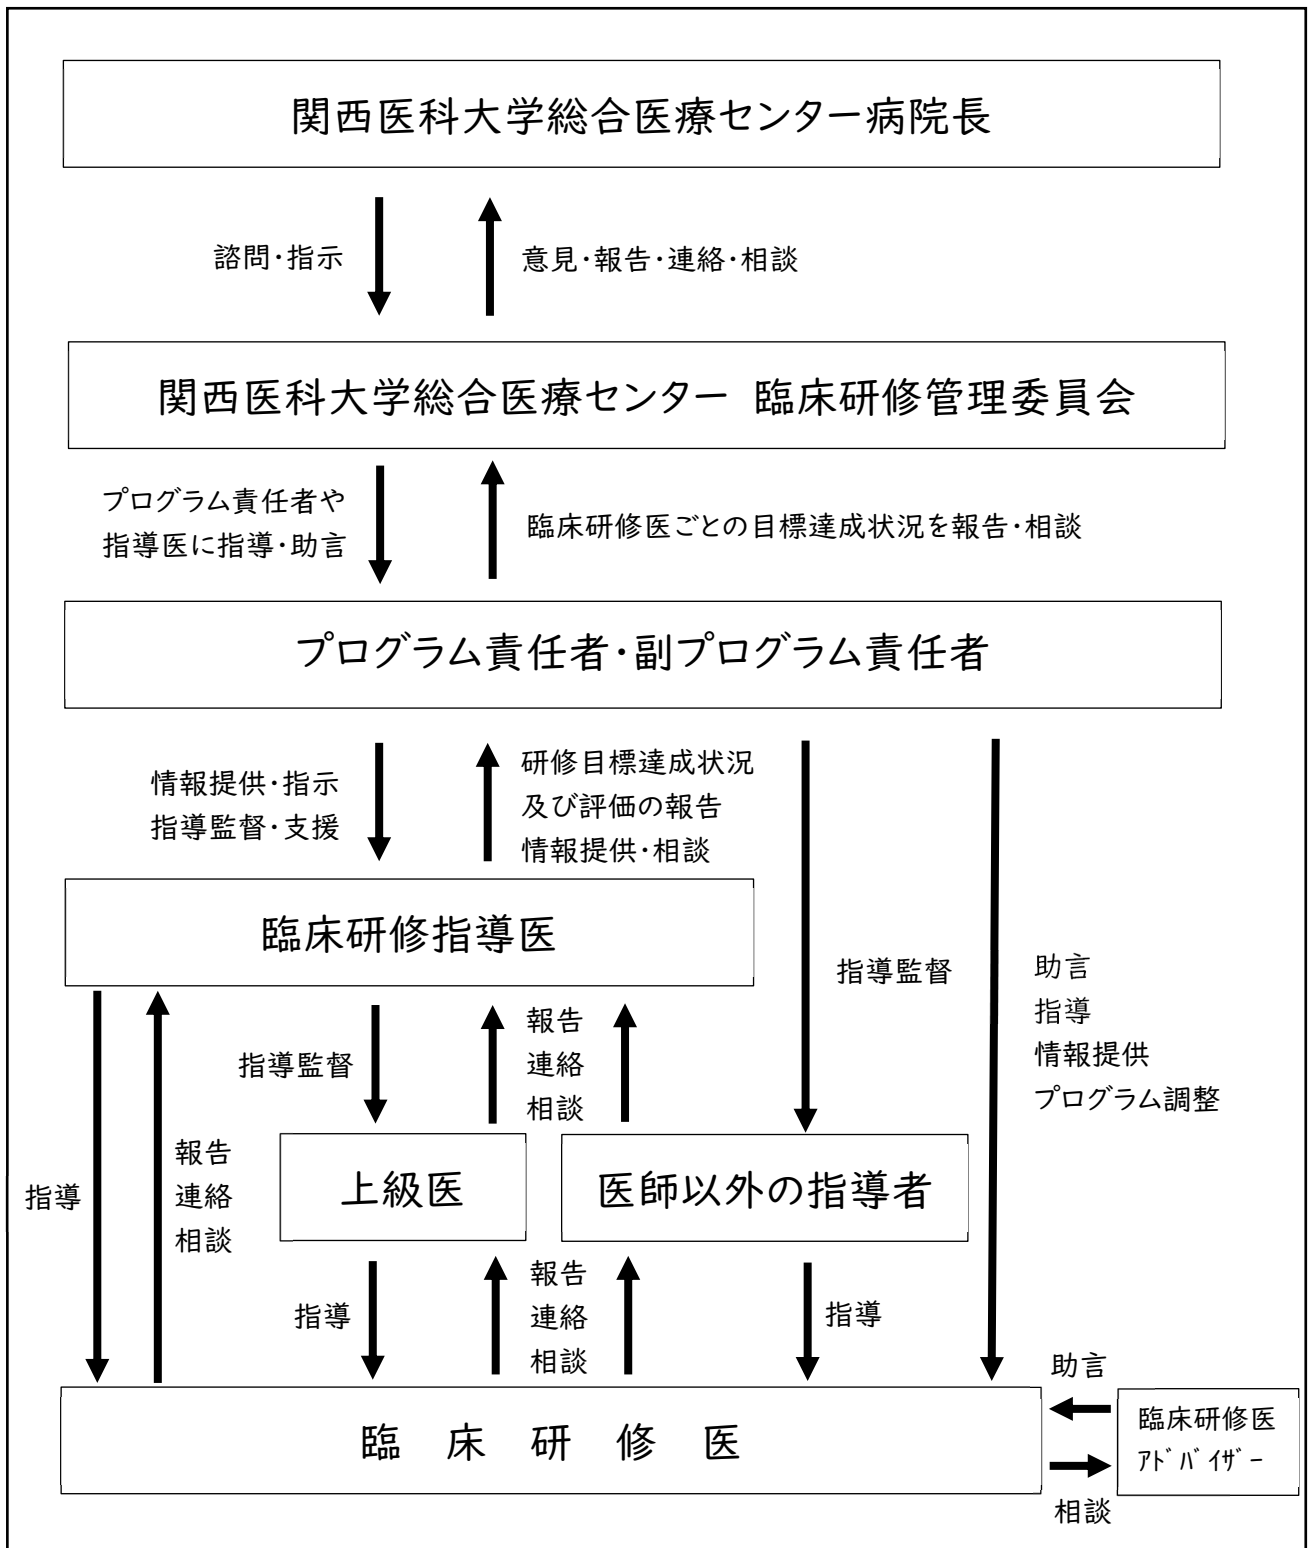 関西医科大学総合医療センター病院長
諮問・指示
意見・報告・連絡・相談
関西医科大学総合医療センター 臨床研修管理委員会
プログラム責任者や
指導医に指導・助言
臨床研修医ごとの目標達成状況を報告・相談
プログラム責任者・副プログラム責任者
情報提供・指示
指導監督・支援
研修目標達成状況
及び評価の報告
情報提供・相談
臨床研修指導医
指導監督
助言
指導
情報提供
プログラム調整
指導監督
報告
連絡
相談
上級医
医師以外の指導者
指導
報告
連絡
相談
指導
報告
連絡
相談
指導
臨 床 研 修 医
助言
臨床研修医
ｱﾄﾞﾊﾞｲｻﾞｰ
相談